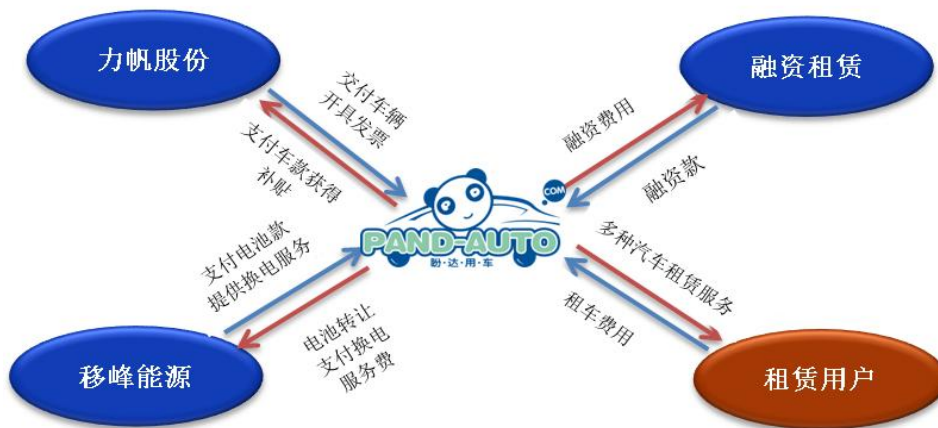 力帆股份
融资租赁
交付车辆
开具发票
支付车款获得
补贴
融资费用
融资款
.COM
PAND-AUTO
盼·达·用·车
支付电池款
提供换电服务
电池转让
支付换电
服务费
多种汽车租赁服务
租车费用
移峰能源
租赁用户